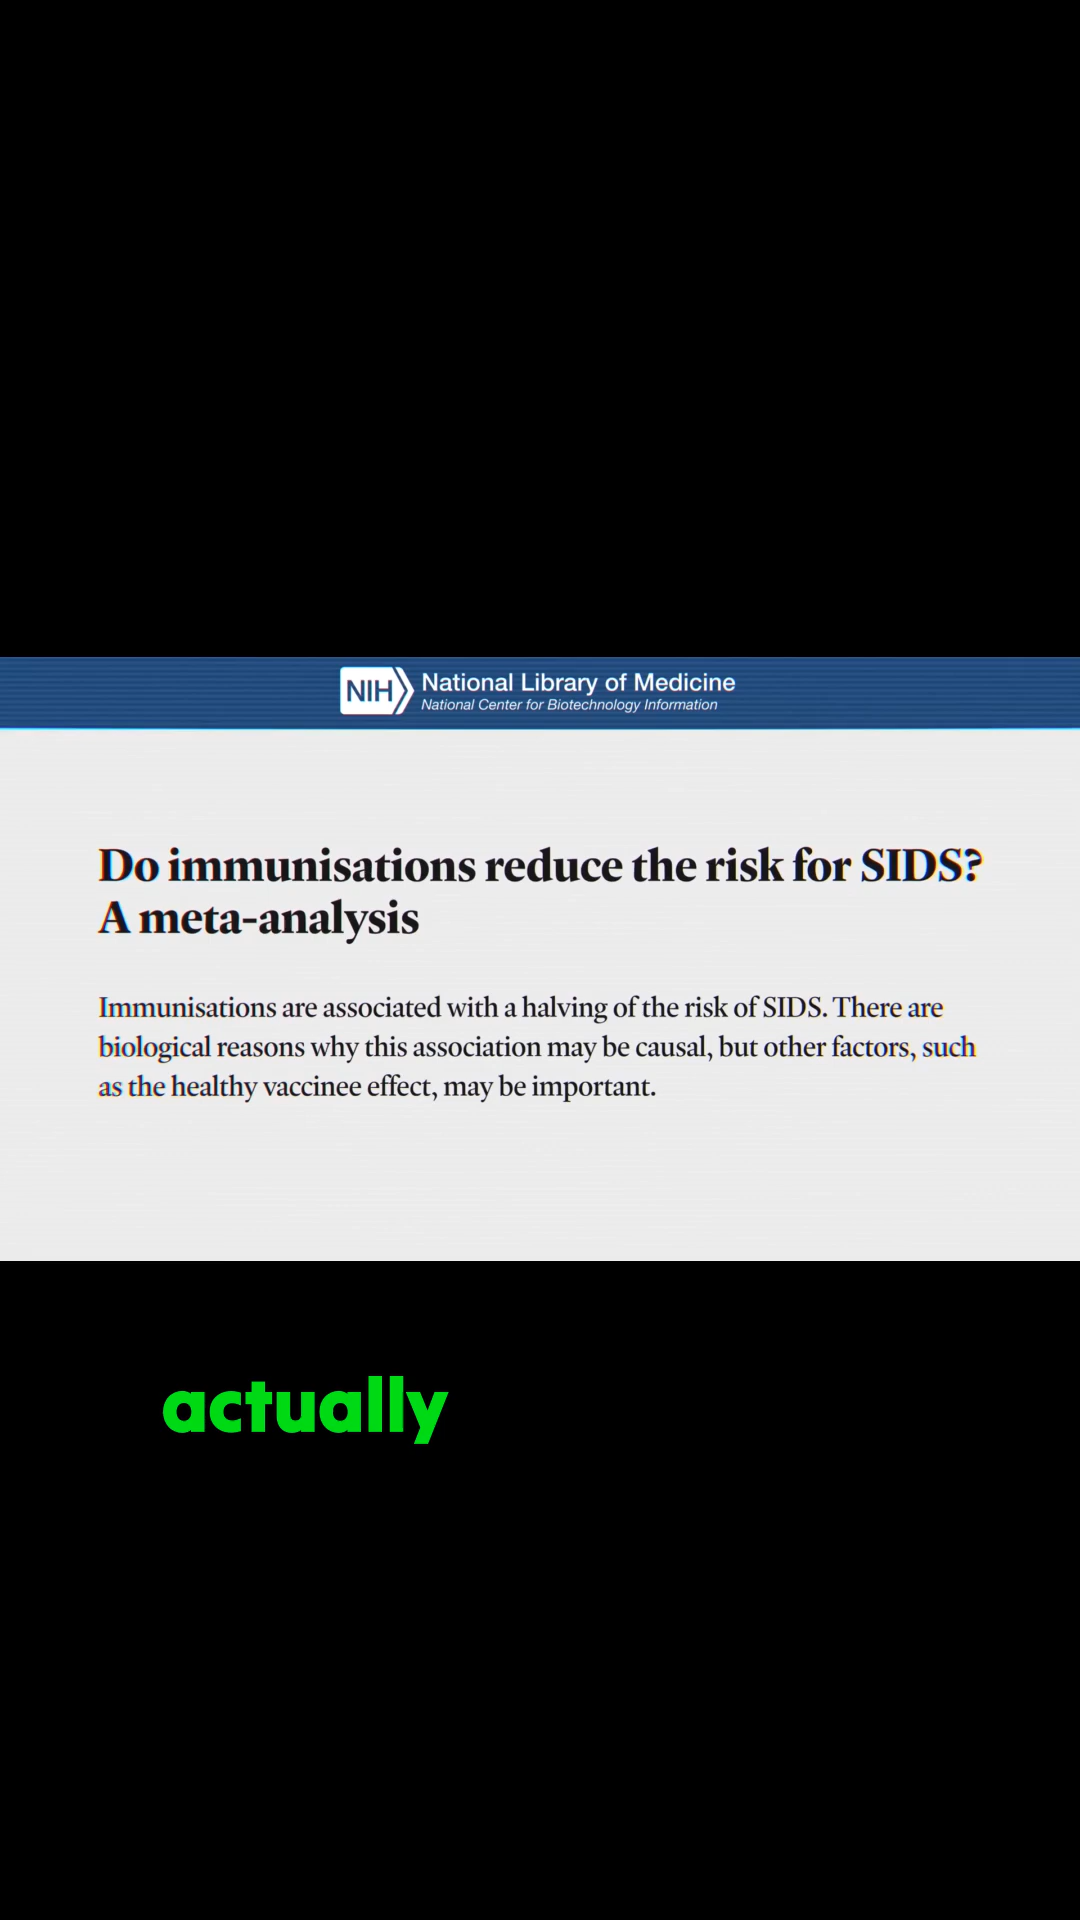 NIH National Library of Medicine
National Center for Biotechnology Information
Do immunisations reduce the risk for SIDS?
A meta-analysis
Immunisations are associated with a halving of the risk of SIDS. There are
biological reasons why this association may be causal, but other factors, such
as the healthy vaccinee effect, may be important.
actually